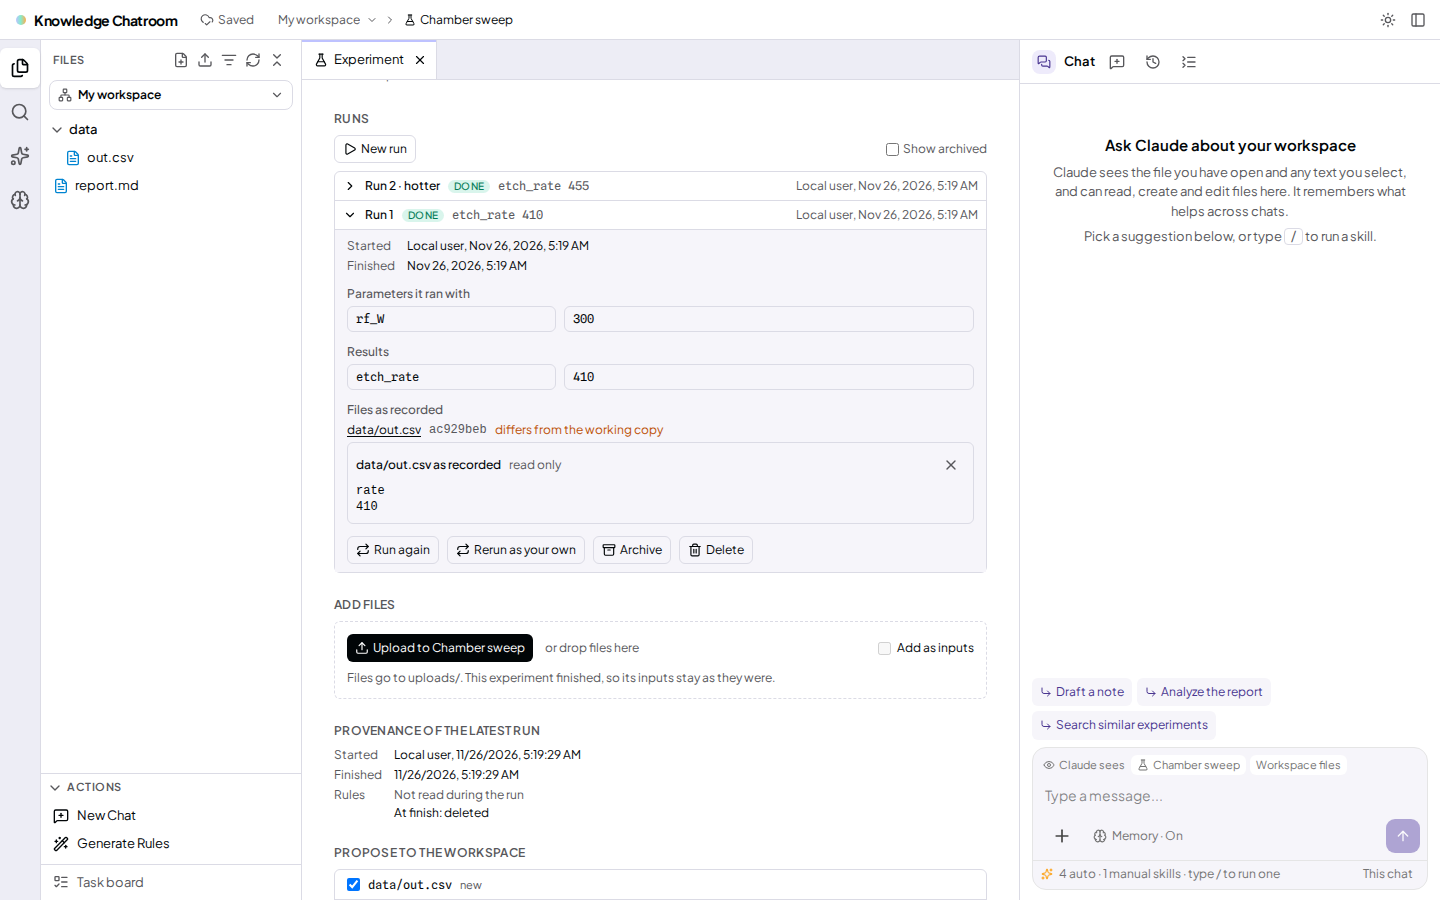 Knowledge Chatroom
Saved
My workspace
Chamber sweep
FILES
My workspace
data
out.csv
report.md
ACTIONS
New Chat
Generate Rules
Task board
Experiment
RUNS
New run
Show archived
Run 2 · hotter DONE etch_rate 455 Local user, Nov 26, 2026, 5:19 AM
Run 1 DONE etch_rate 410 Local user, Nov 26, 2026, 5:19 AM
Started Local user, Nov 26, 2026, 5:19 AM
Finished Nov 26, 2026, 5:19 AM
Parameters it ran with
rf_W 300
Results
etch_rate 410
Files as recorded
data/out.csv ac929beb differs from the working copy
data/out.csv as recorded read only
rate
410
Run again
Rerun as your own
Archive
Delete
ADD FILES
Upload to Chamber sweep or drop files here Add as inputs
Files go to uploads/. This experiment finished, so its inputs stay as they were.
PROVENANCE OF THE LATEST RUN
Started Local user, 11/26/2026, 5:19:29 AM
Finished 11/26/2026, 5:19:29 AM
Rules Not read during the run
At finish: deleted
PROPOSE TO THE WORKSPACE
data/out.csv new
Chat
Ask Claude about your workspace
Claude sees the file you have open and any text you select,
and can read, create and edit files here. It remembers what
helps across chats.
Pick a suggestion below, or type / to run a skill.
Draft a note
Analyze the report
Search similar experiments
Claude sees Chamber sweep Workspace files
Type a message...
Memory · On
4 auto · 1 manual skills · type / to run one This chat